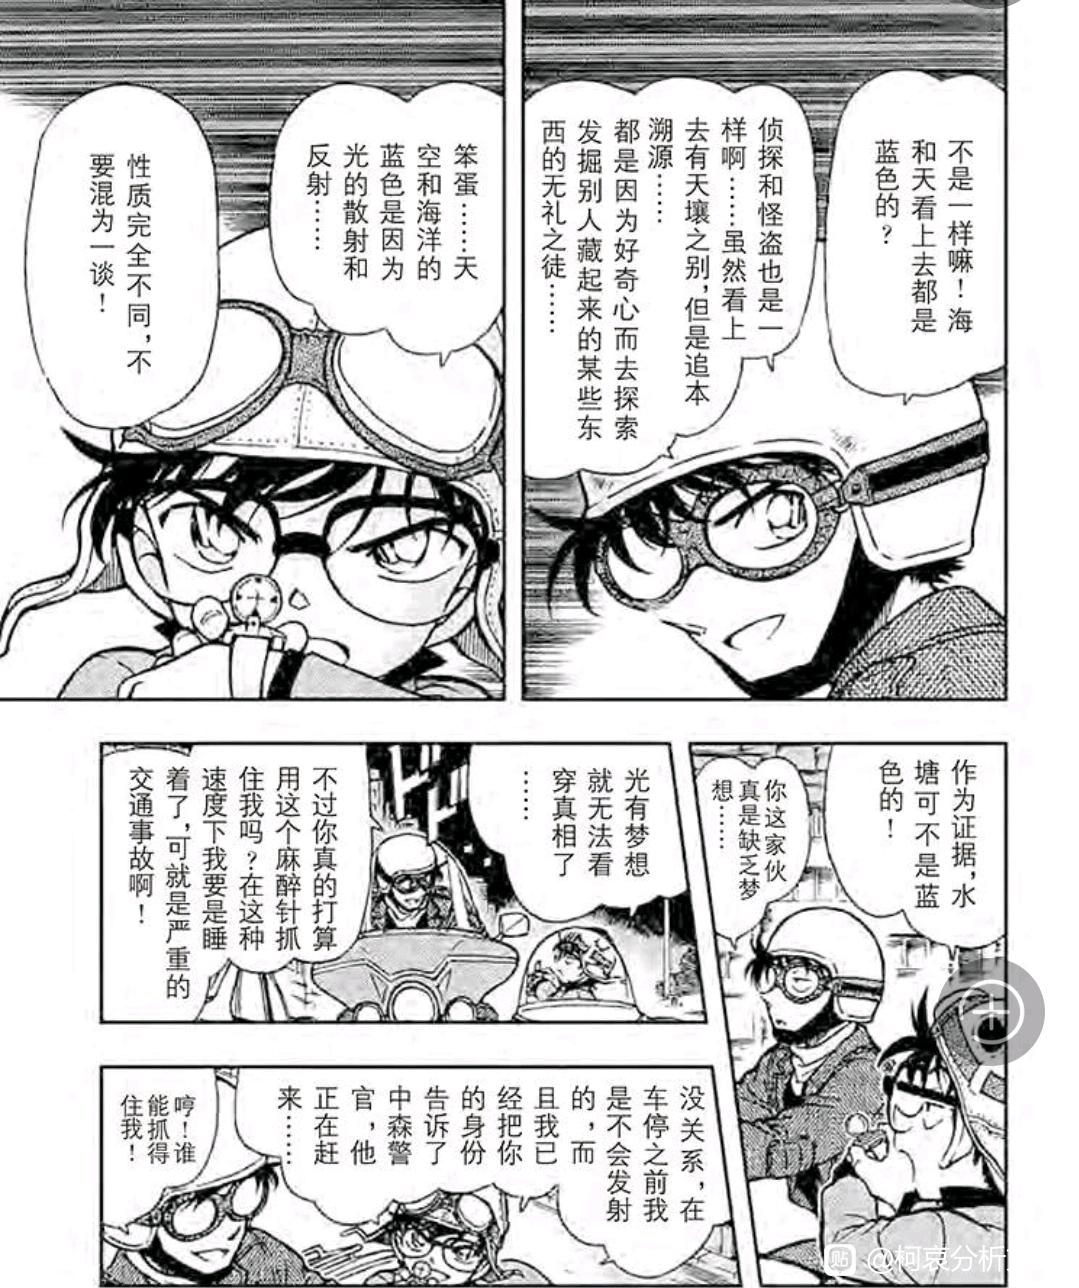 不是一样嘛！海
和天看上去都是
蓝色的？
侦探和怪盗也是一
样啊……虽然看上
去有天壤之别，但是追本
溯源……
都是因为好奇心而去探索
发掘别人藏起来的某些东
西的无礼之徒……
笨蛋……天
空和海洋的
蓝色是因为
光的散射和
反射……
性质完全不同，不
要混为一谈！
作为证据，水
塘可不是蓝
色的！
你这家伙
真是缺乏梦
想……
光有梦想
就无法看
穿真相了
……
不过你真的打算
用这个麻醉针抓
住我吗？在这种
速度下我要是睡
着了，可就是严重的
交通事故啊！
没关系，在
车停之前我
是不会发射
的，而
且我已
经把你
的身份
告诉了
中森警
官，他
正在赶
来……
哼！谁
能抓得
住我！
贴 @柯哀分析